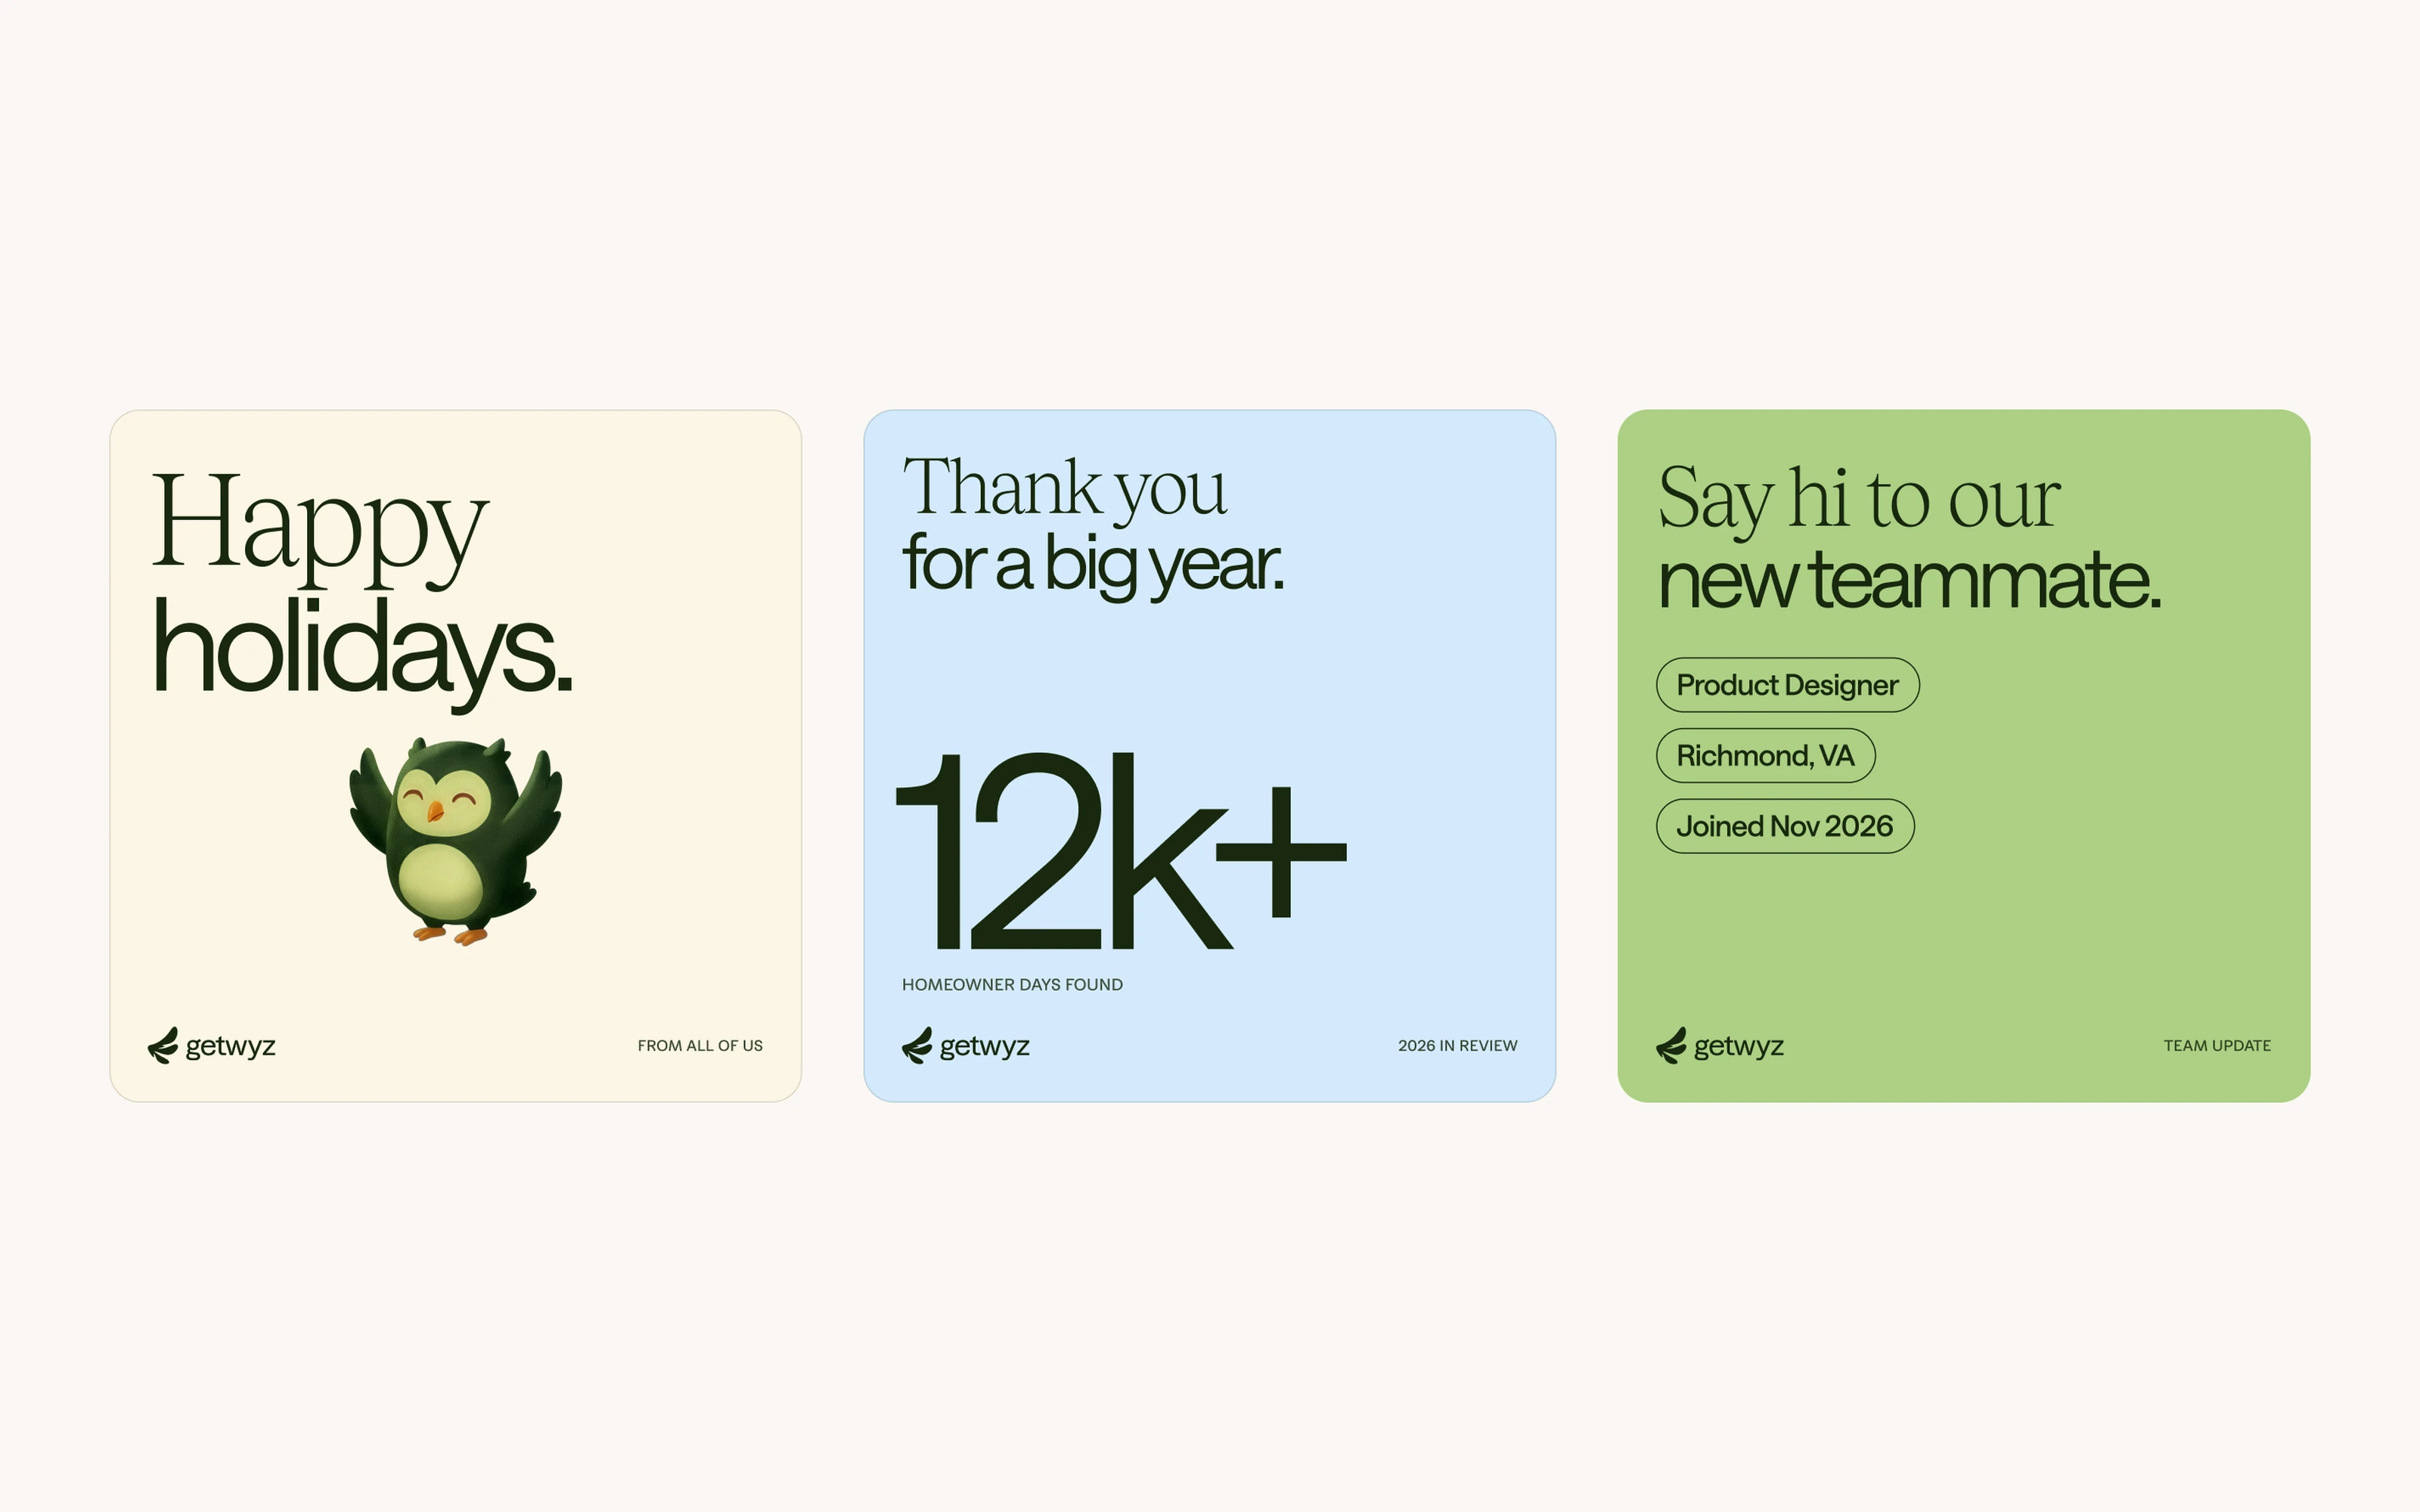 Happy
holidays.
getwyz
FROM ALL OF US
Thank you
for a big year.
12k+
HOMEOWNER DAYS FOUND
getwyz
2026 IN REVIEW
Say hi to our
new teammate.
Product Designer
Richmond, VA
Joined Nov 2026
getwyz
TEAM UPDATE